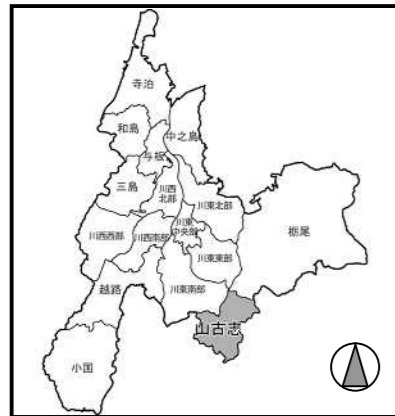 寺泊
和島
中之島
与板
三島
川西
北部
川東北部
川東
中央部
栃尾
川西西部
川西南部
川東東部
越路
川東南部
山古志
小国